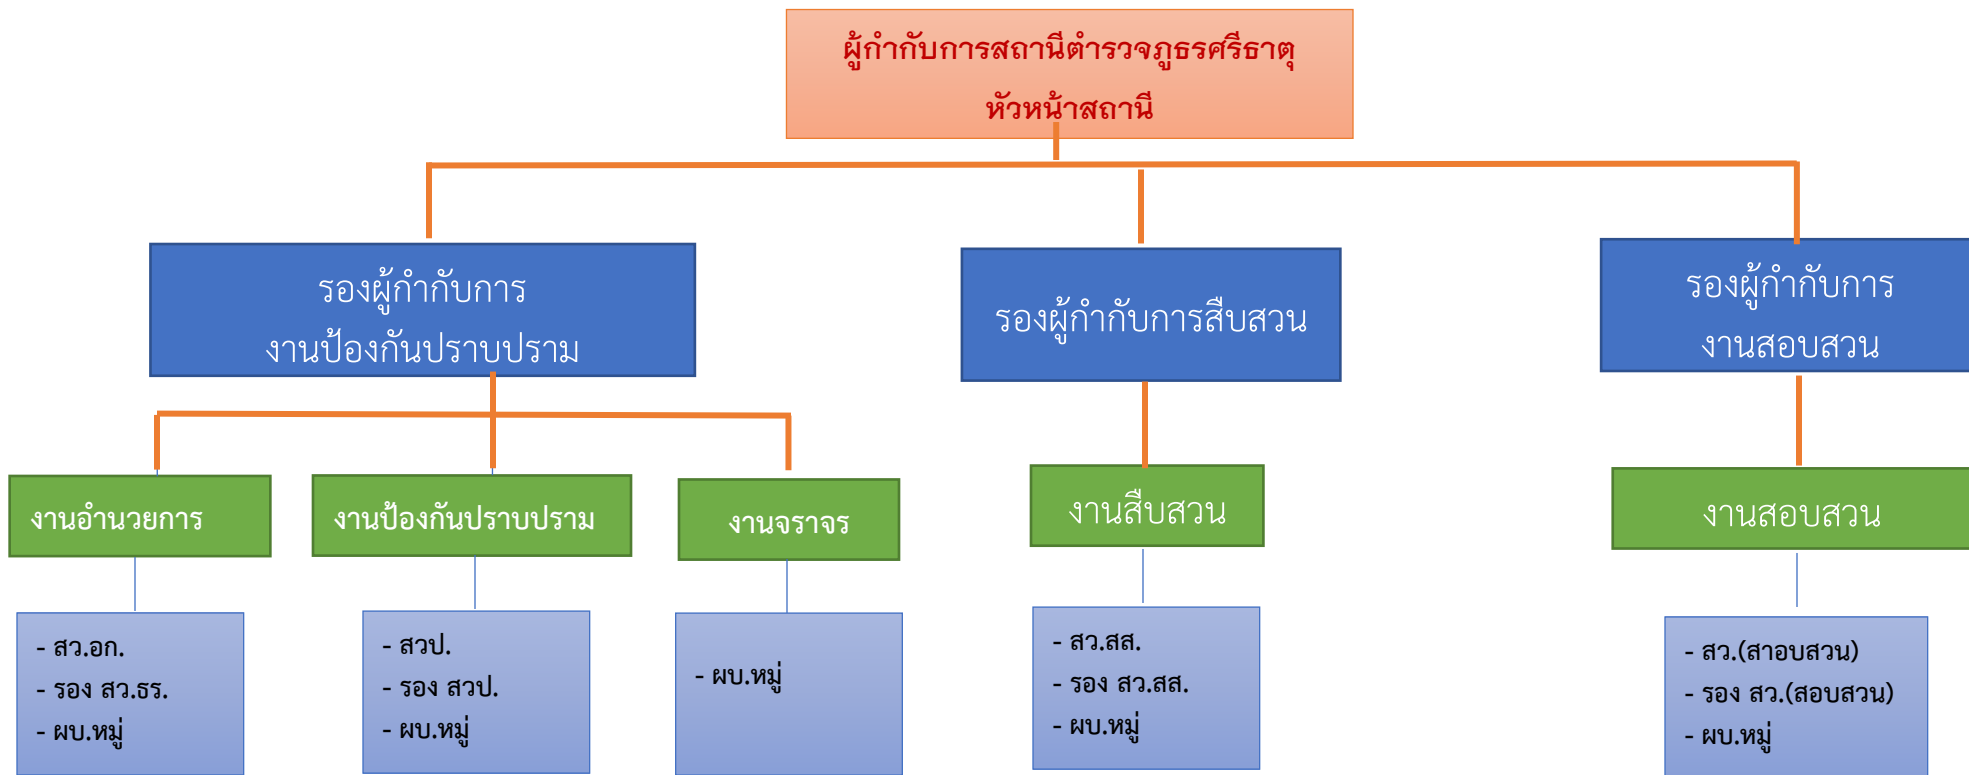 ผู้กำกับการสถานีตำรวจภูธรศรีธาตุ
หัวหน้าสถานี
รองผู้กำกับการ
งานป้องกันปราบปราม
รองผู้กำกับการสืบสวน
รองผู้กำกับการ
งานสอบสวน
งานอำนวยการ
งานป้องกันปราบปราม
งานจราจร
งานสืบสวน
งานสอบสวน
- สว.อก.
- รอง สว.ธร.
- ผบ.หมู่
- สวป.
- รอง สวป.
- ผบ.หมู่
- ผบ.หมู่
- สว.สส.
- รอง สว.สส.
- ผบ.หมู่
- สว.(สาอบสวน)
- รอง สว.(สอบสวน)
- ผบ.หมู่